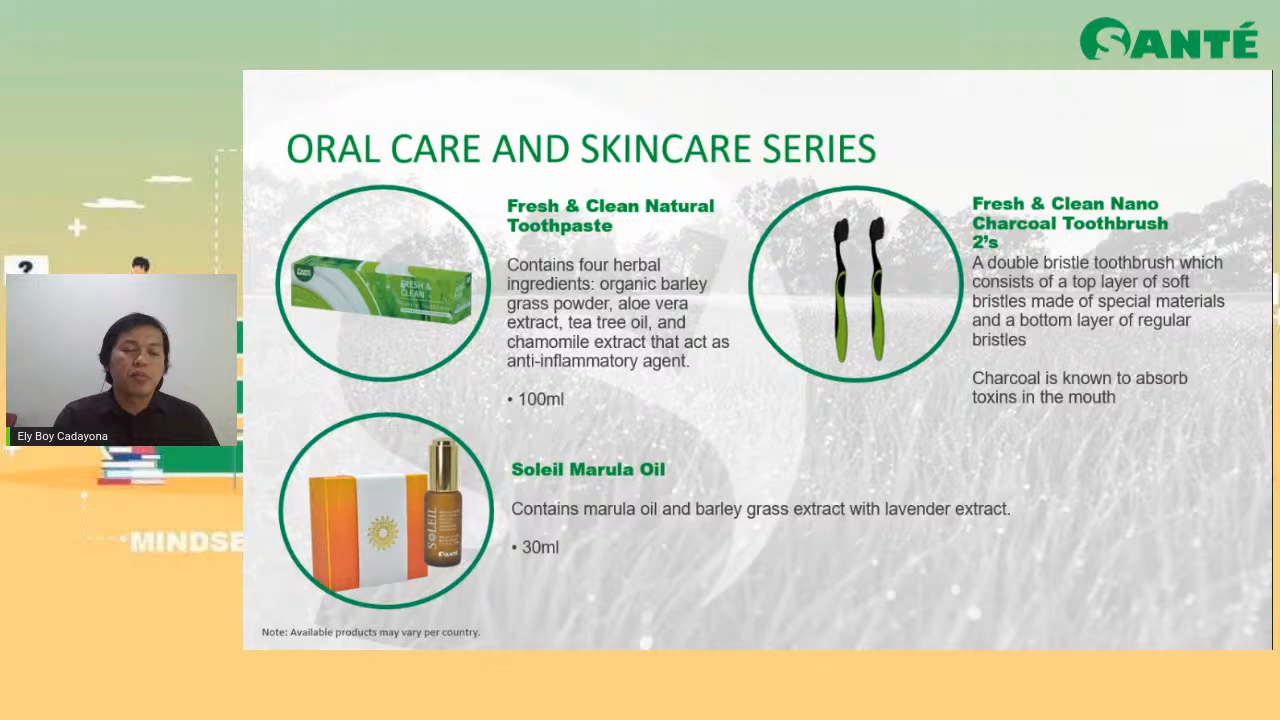 SANTÉ
ORAL CARE AND SKINCARE SERIES
Fresh & Clean Natural
Toothpaste
Contains four herbal
ingredients: organic barley
grass powder, aloe vera
extract, tea tree oil, and
chamomile extract that act as
anti-inflammatory agent.
• 100ml
FRESH &
CLEAN
Fresh & Clean Nano
Charcoal Toothbrush
2's
A double bristle toothbrush which
consists of a top layer of soft
bristles made of special materials
and a bottom layer of regular
bristles
Charcoal is known to absorb
toxins in the mouth
Soleil Marula Oil
Contains marula oil and barley grass extract with lavender extract.
• 30ml
SOLEIL
SANTÉ
Note: Available products may vary per country.
?
Ely Boy Cadayona
MINDSE